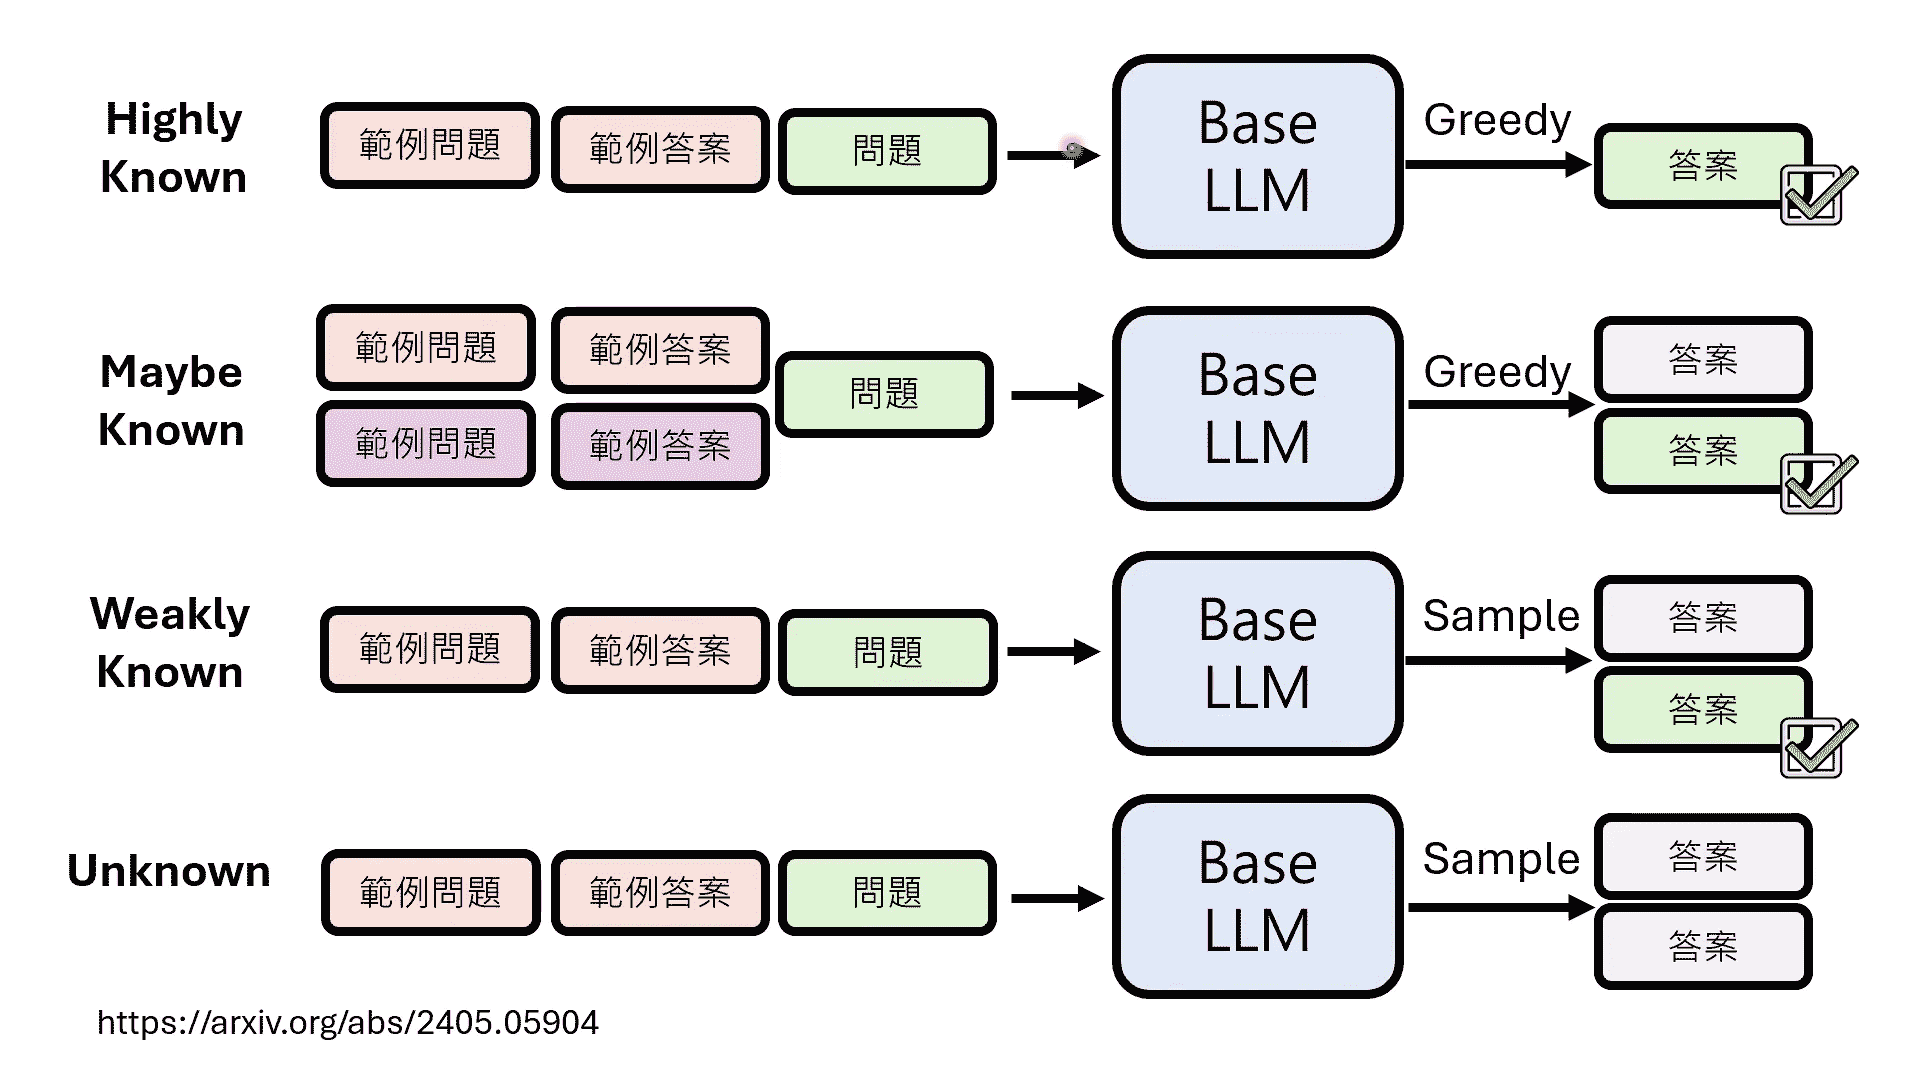 Highly
Known
範例問題
範例答案
問題
Base
LLM
Greedy
答案
Maybe
Known
範例問題
範例答案
範例問題
範例答案
問題
Base
LLM
Greedy
答案
答案
Weakly
Known
範例問題
範例答案
問題
Base
LLM
Sample
答案
答案
Unknown
範例問題
範例答案
問題
Base
LLM
Sample
答案
答案
https://arxiv.org/abs/2405.05904